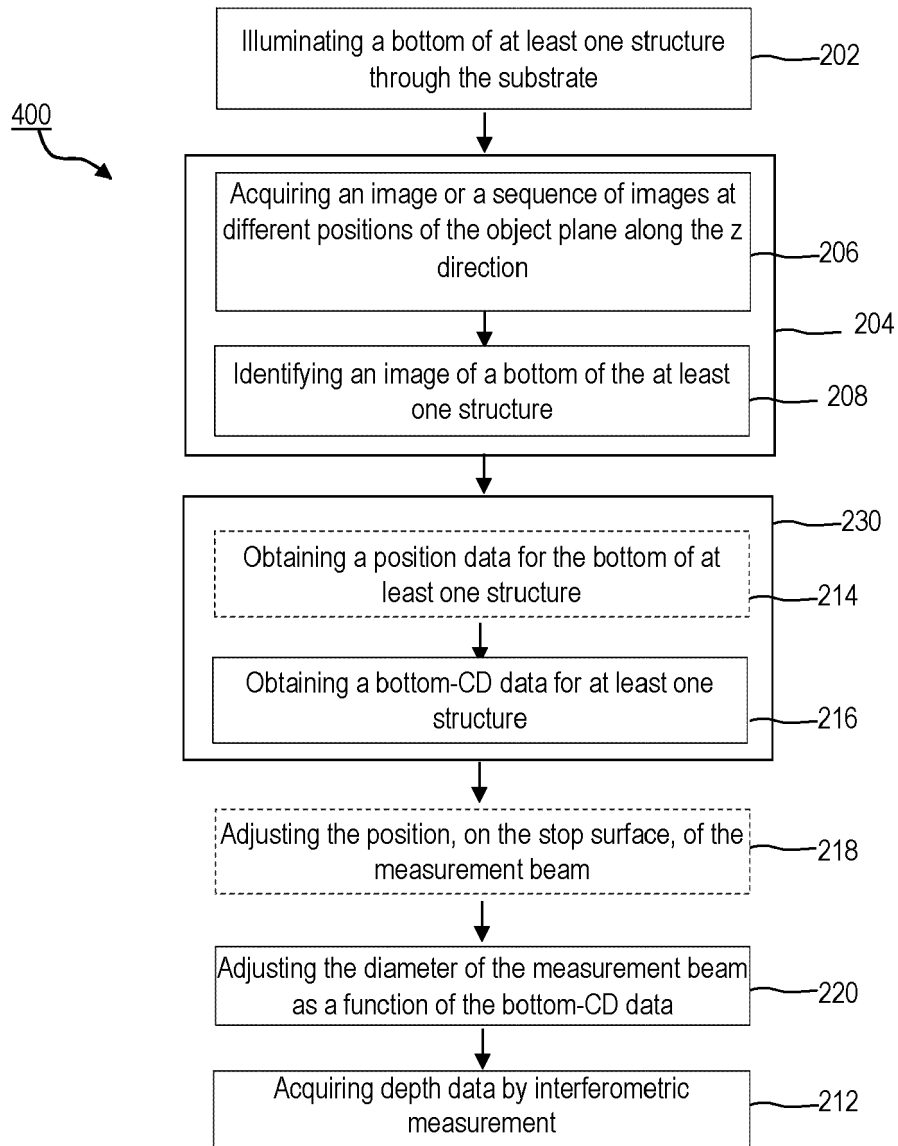 Illuminating a bottom of at least one structure
through the substrate
202
400
Acquiring an image or a sequence of images at
different positions of the object plane along the z
direction
206
204
Identifying an image of a bottom of the at least
one structure
208
230
Obtaining a position data for the bottom of at
least one structure
214
Obtaining a bottom-CD data for at least one
structure
216
Adjusting the position, on the stop surface, of the
measurement beam
218
Adjusting the diameter of the measurement beam
as a function of the bottom-CD data
220
Acquiring depth data by interferometric
measurement
212